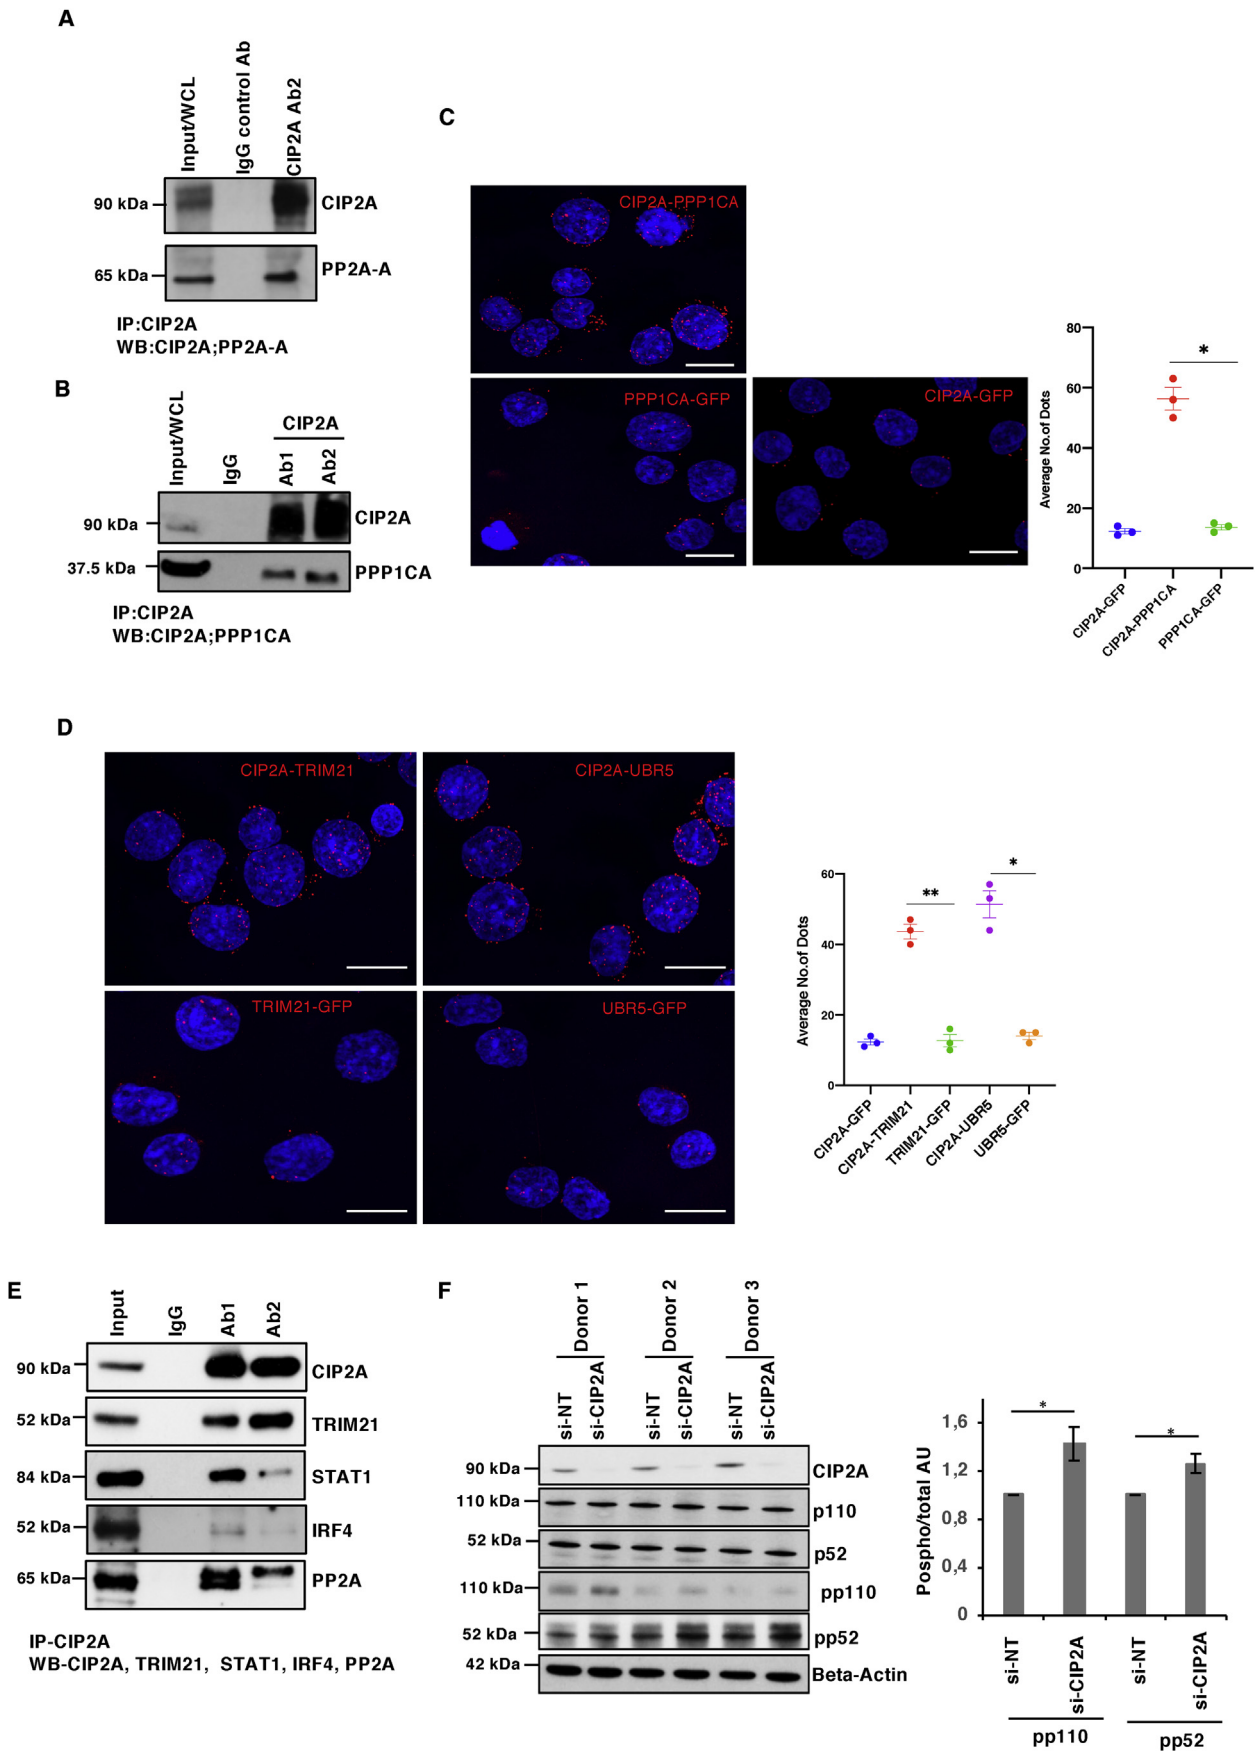 A
Input/WCL
IgG control Ab
CIP2A Ab2
90 kDa
CIP2A
65 kDa
PP2A-A
IP:CIP2A
WB:CIP2A;PP2A-A
B
Input/WCL
IgG
CIP2A
Ab1
Ab2
90 kDa
CIP2A
37.5 kDa
PPP1CA
IP:CIP2A
WB:CIP2A;PPP1CA
C
CIP2A-PPP1CA
PPP1CA-GFP
CIP2A-GFP
Average No.of Dots
80
60
40
20
0
*
CIP2A-GFP
CIP2A-PPP1CA
PPP1CA-GFP
D
CIP2A-TRIM21
CIP2A-UBR5
TRIM21-GFP
UBR5-GFP
Average No.of Dots
60
40
20
0
**
*
CIP2A-GFP
CIP2A-TRIM21
TRIM21-GFP
CIP2A-UBR5
UBR5-GFP
E
Input
IgG
Ab1
Ab2
90 kDa
CIP2A
52 kDa
TRIM21
84 kDa
STAT1
52 kDa
IRF4
65 kDa
PP2A
IP-CIP2A
WB-CIP2A, TRIM21, STAT1, IRF4, PP2A
F
Donor 1
Donor 2
Donor 3
si-NT
si-CIP2A
si-NT
si-CIP2A
si-NT
si-CIP2A
90 kDa
CIP2A
110 kDa
p110
52 kDa
p52
110 kDa
pp110
52 kDa
pp52
42 kDa
Beta-Actin
Pospho/total AU
1,6
1,2
0,8
0,4
0
*
*
si-NT
si-CIP2A
si-NT
si-CIP2A
pp110
pp52